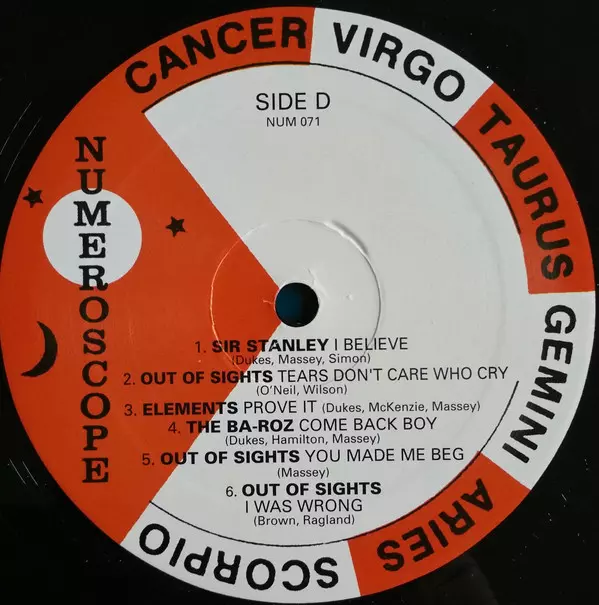 CANCER
VIRGO
TAURUS
GEMINI
ARIES
SCORPIO
NUMEROSCOPE
SIDE D
NUM 071
1. SIR STANLEY I BELIEVE
(Dukes, Massey, Simon)
2. OUT OF SIGHTS TEARS DON'T CARE WHO CRY
(O'Neil, Wilson)
3. ELEMENTS PROVE IT (Dukes, McKenzie, Massey)
4. THE BA-ROZ COME BACK BOY
(Dukes, Hamilton, Massey)
5. OUT OF SIGHTS YOU MADE ME BEG
(Massey)
6. OUT OF SIGHTS
I WAS WRONG
(Brown, Ragland)